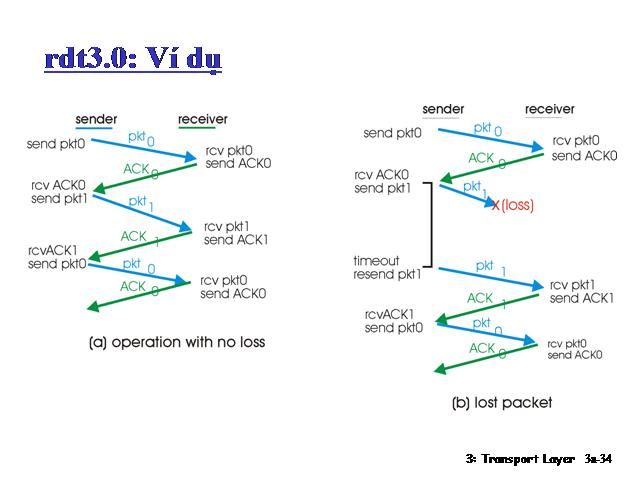 rdt3.0: Ví dụ
sender receiver
send pkt0
pkt 0
rcv pkt0
send ACK0
ACK 0
rcv ACK0
send pkt1
pkt 1
rcv pkt1
send ACK1
ACK 1
rcvACK1
send pkt0
pkt 0
rcv pkt0
send ACK0
ACK 0
(a) operation with no loss
sender receiver
send pkt0
pkt 0
rcv pkt0
send ACK0
ACK 0
rcv ACK0
send pkt1
pkt 1
X (loss)
timeout
resend pkt1
pkt 1
rcv pkt1
send ACK1
ACK 1
rcvACK1
send pkt0
pkt 0
rcv pkt0
send ACK0
ACK 0
(b) lost packet
3: Transport Layer 3a-34